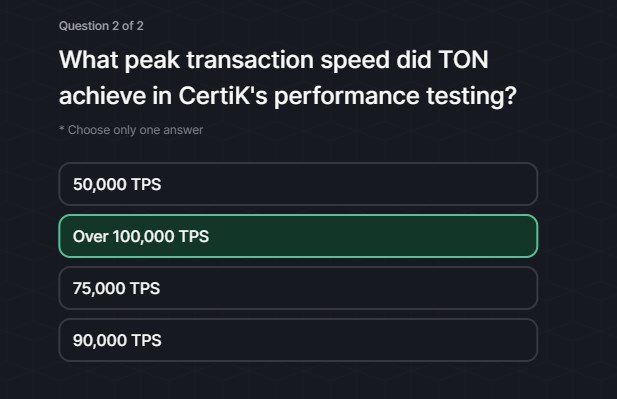 Question 2 of 2
What peak transaction speed did TON
achieve in CertiK's performance testing?
* Choose only one answer
50,000 TPS
Over 100,000 TPS
75,000 TPS
90,000 TPS